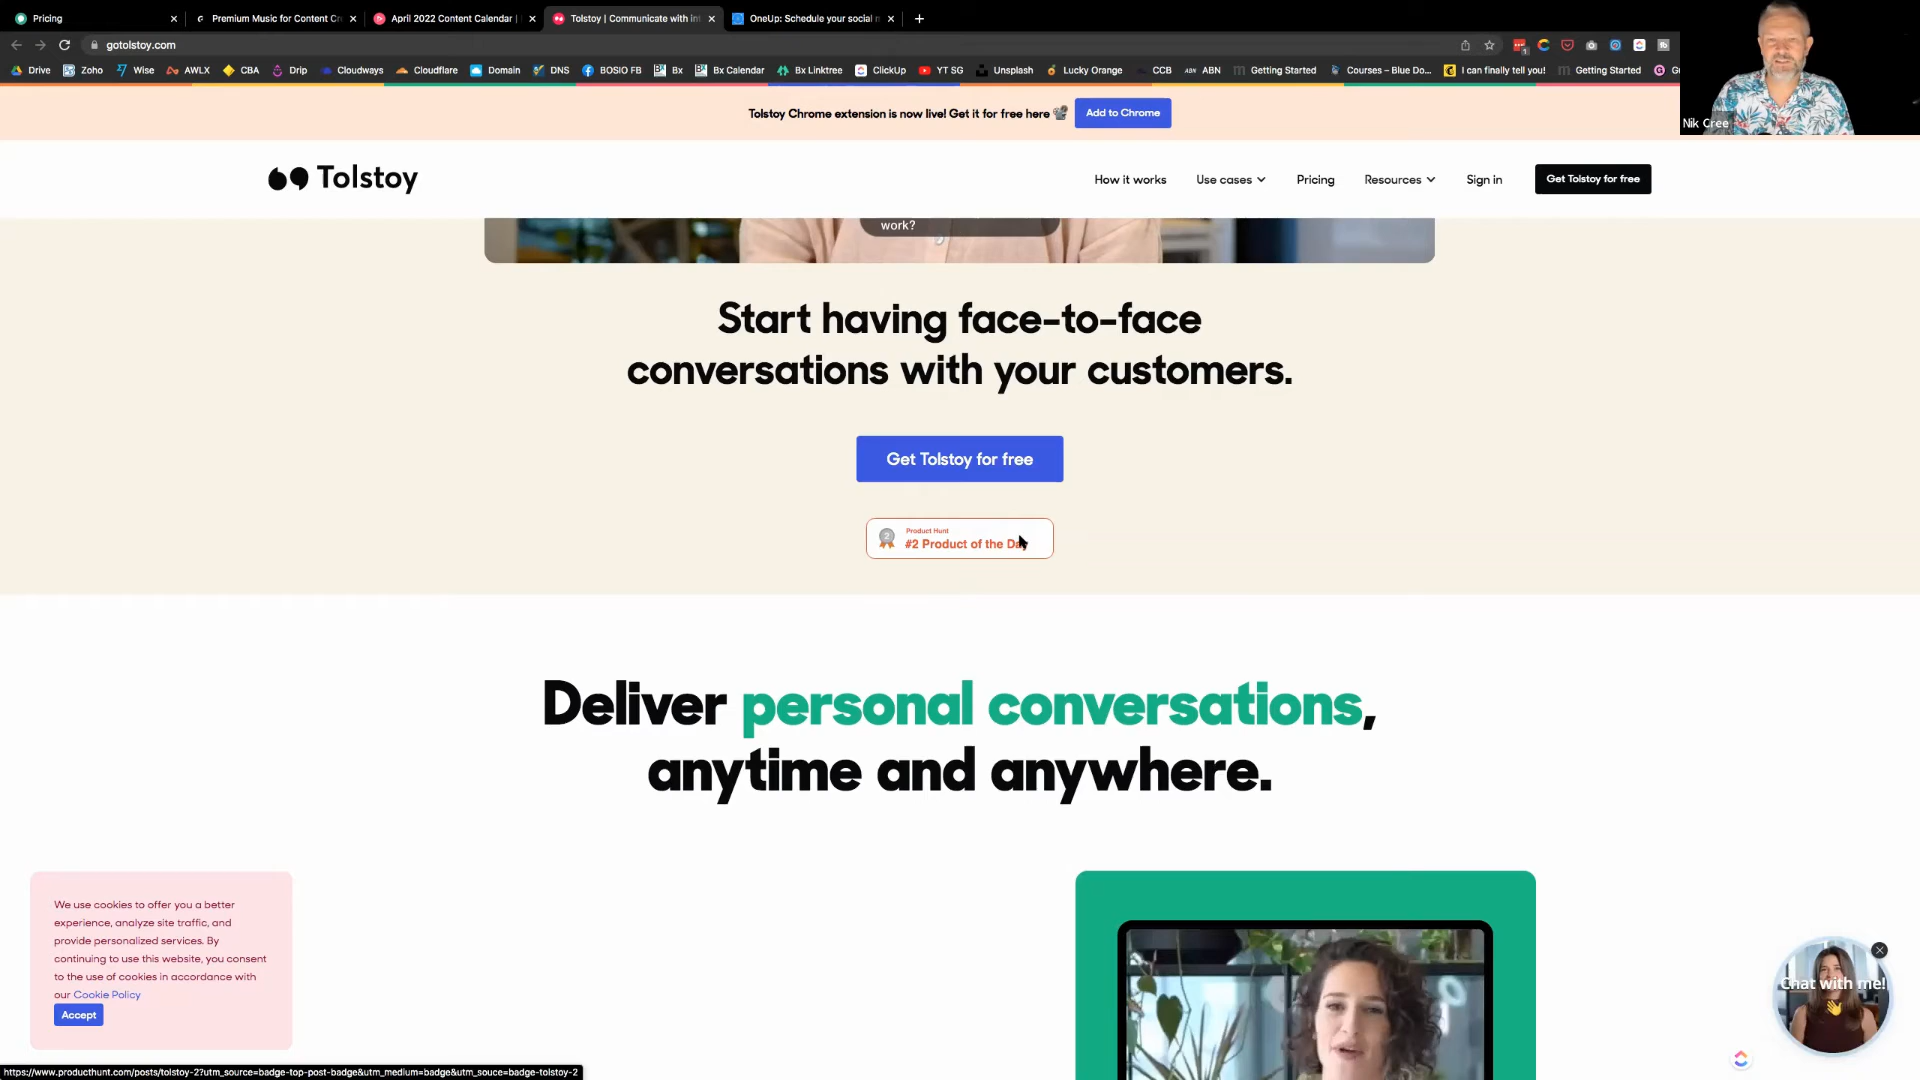 Pricing
Premium Music for Content Cr
April 2022 Content Calendar |
Tolstoy | Communicate with int
OneUp: Schedule your social m
gotolstoy.com
Drive
Zoho
Wise
AWLX
CBA
Drip
Cloudways
Cloudflare
Domain
DNS
BOSIO FB
Bx
Bx Calendar
Bx Linktree
ClickUp
YT SG
Unsplash
Lucky Orange
CCB
ABN
Getting Started
Courses – Blue Do...
I can finally tell you!
Getting Started
Nik Cree
Tolstoy Chrome extension is now live! Get it for free here
Add to Chrome
Tolstoy
How it works
Use cases
Pricing
Resources
Sign in
Get Tolstoy for free
work?
Start having face-to-face
conversations with your customers.
Get Tolstoy for free
2
Product Hunt
#2 Product of the Day
Deliver personal conversations,
anytime and anywhere.
We use cookies to offer you a better
experience, analyze site traffic, and
provide personalized services. By
continuing to use this website, you consent
to the use of cookies in accordance with
our Cookie Policy
Accept
Chat with me!
https://www.producthunt.com/posts/tolstoy-2?utm_source=badge-top-post-badge&utm_medium=badge&utm_souce=badge-tolstoy-2